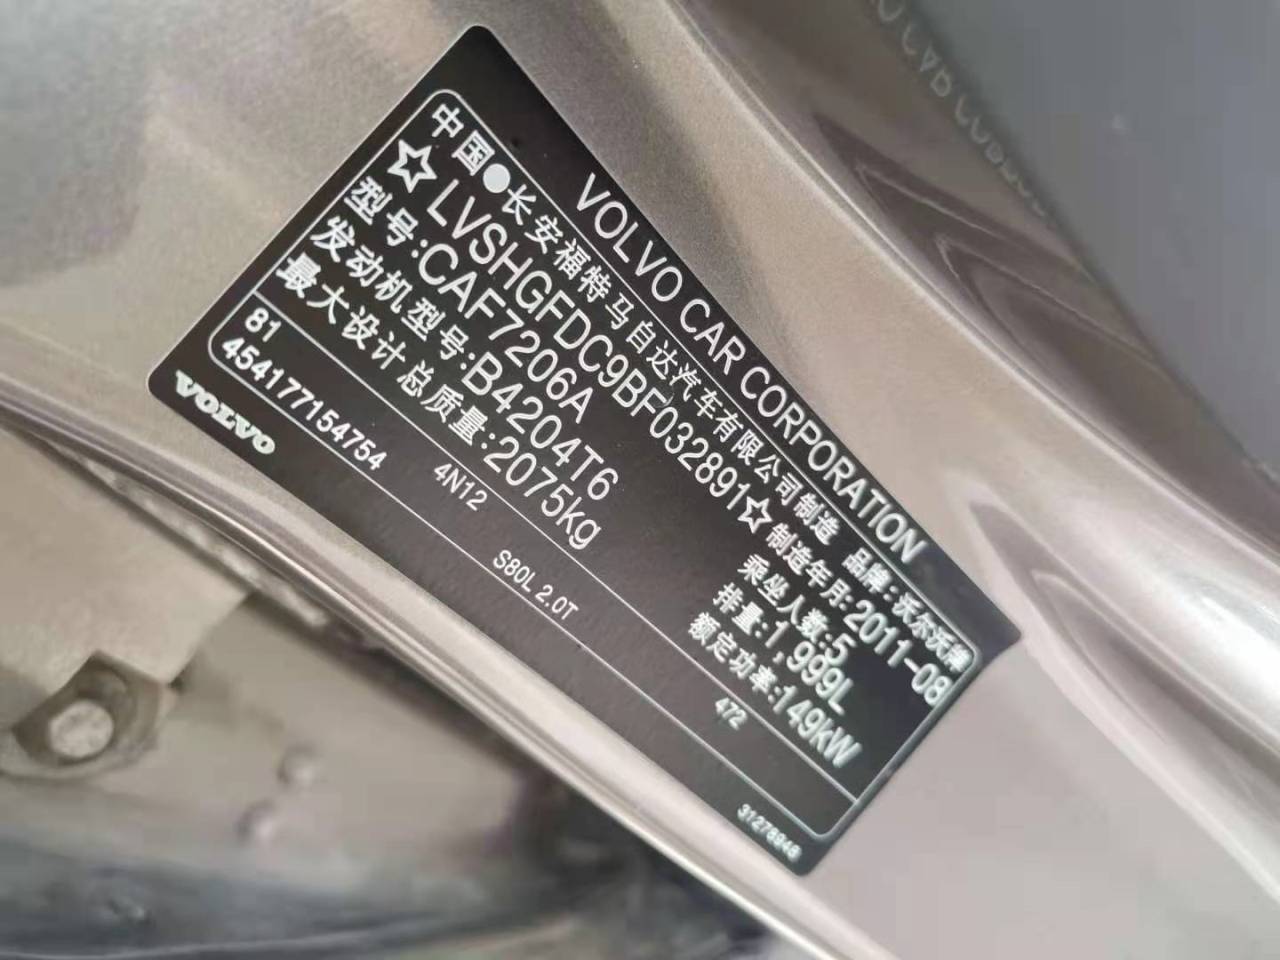 VOLVO CAR CORPORATION
中国●长安福特马自达汽车有限公司制造 品牌:沃尔沃牌
☆LVSHGFDC9BF032891☆ 制造年月:2011-08
型号:CAF7206A 乘坐人数:5
发动机型号:B4204T6 排量:1,999L
最大设计总质量:2075kg 额定功率:149kW
81 4N12 472
454177154754 S80L 2.0T
VOLVO 31278948